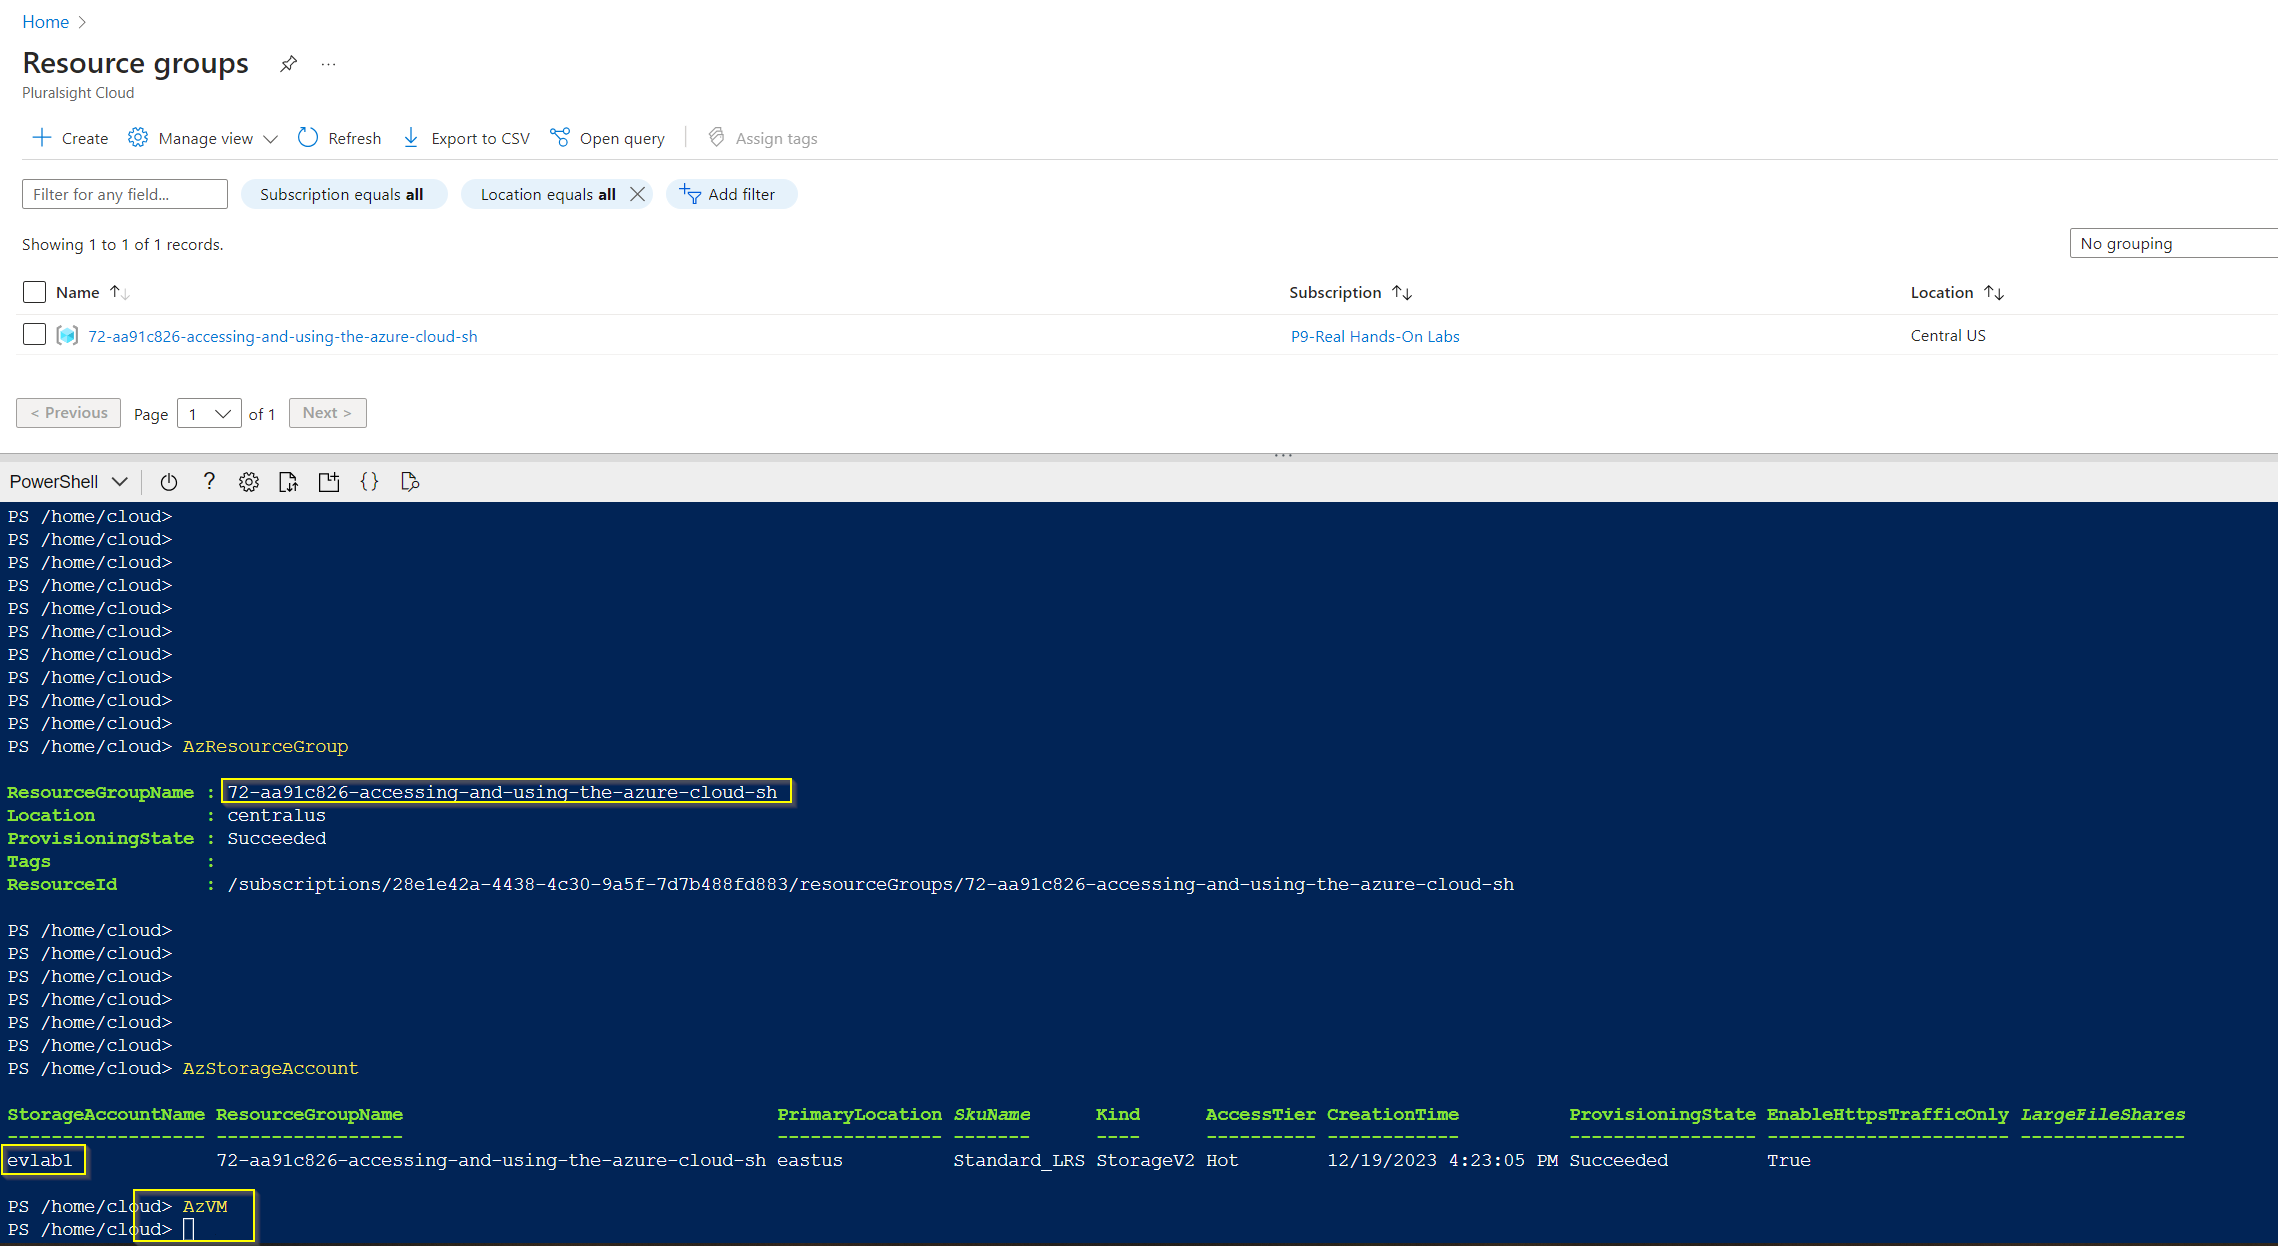 Home >
Resource groups ...
Pluralsight Cloud
Create Manage view Refresh Export to CSV Open query Assign tags
Filter for any field... Subscription equals all Location equals all Add filter
Showing 1 to 1 of 1 records. No grouping
Name Subscription Location
72-aa91c826-accessing-and-using-the-azure-cloud-sh P9-Real Hands-On Labs Central US
< Previous Page 1 of 1 Next >
PowerShell ? {}
PS /home/cloud>
PS /home/cloud>
PS /home/cloud>
PS /home/cloud>
PS /home/cloud>
PS /home/cloud>
PS /home/cloud>
PS /home/cloud>
PS /home/cloud>
PS /home/cloud>
PS /home/cloud> AzResourceGroup
ResourceGroupName : 72-aa91c826-accessing-and-using-the-azure-cloud-sh
Location : centralus
ProvisioningState : Succeeded
Tags :
ResourceId : /subscriptions/28e1e42a-4438-4c30-9a5f-7d7b488fd883/resourceGroups/72-aa91c826-accessing-and-using-the-azure-cloud-sh
PS /home/cloud>
PS /home/cloud>
PS /home/cloud>
PS /home/cloud>
PS /home/cloud>
PS /home/cloud>
PS /home/cloud> AzStorageAccount
StorageAccountName ResourceGroupName PrimaryLocation SkuName Kind AccessTier CreationTime ProvisioningState EnableHttpsTrafficOnly LargeFileShares
------------------ ----------------- --------------- ------- ---- ---------- ------------ ----------------- ---------------------- ---------------
evlab1 72-aa91c826-accessing-and-using-the-azure-cloud-sh eastus Standard_LRS StorageV2 Hot 12/19/2023 4:23:05 PM Succeeded True
PS /home/cloud> AzVM
PS /home/cloud>